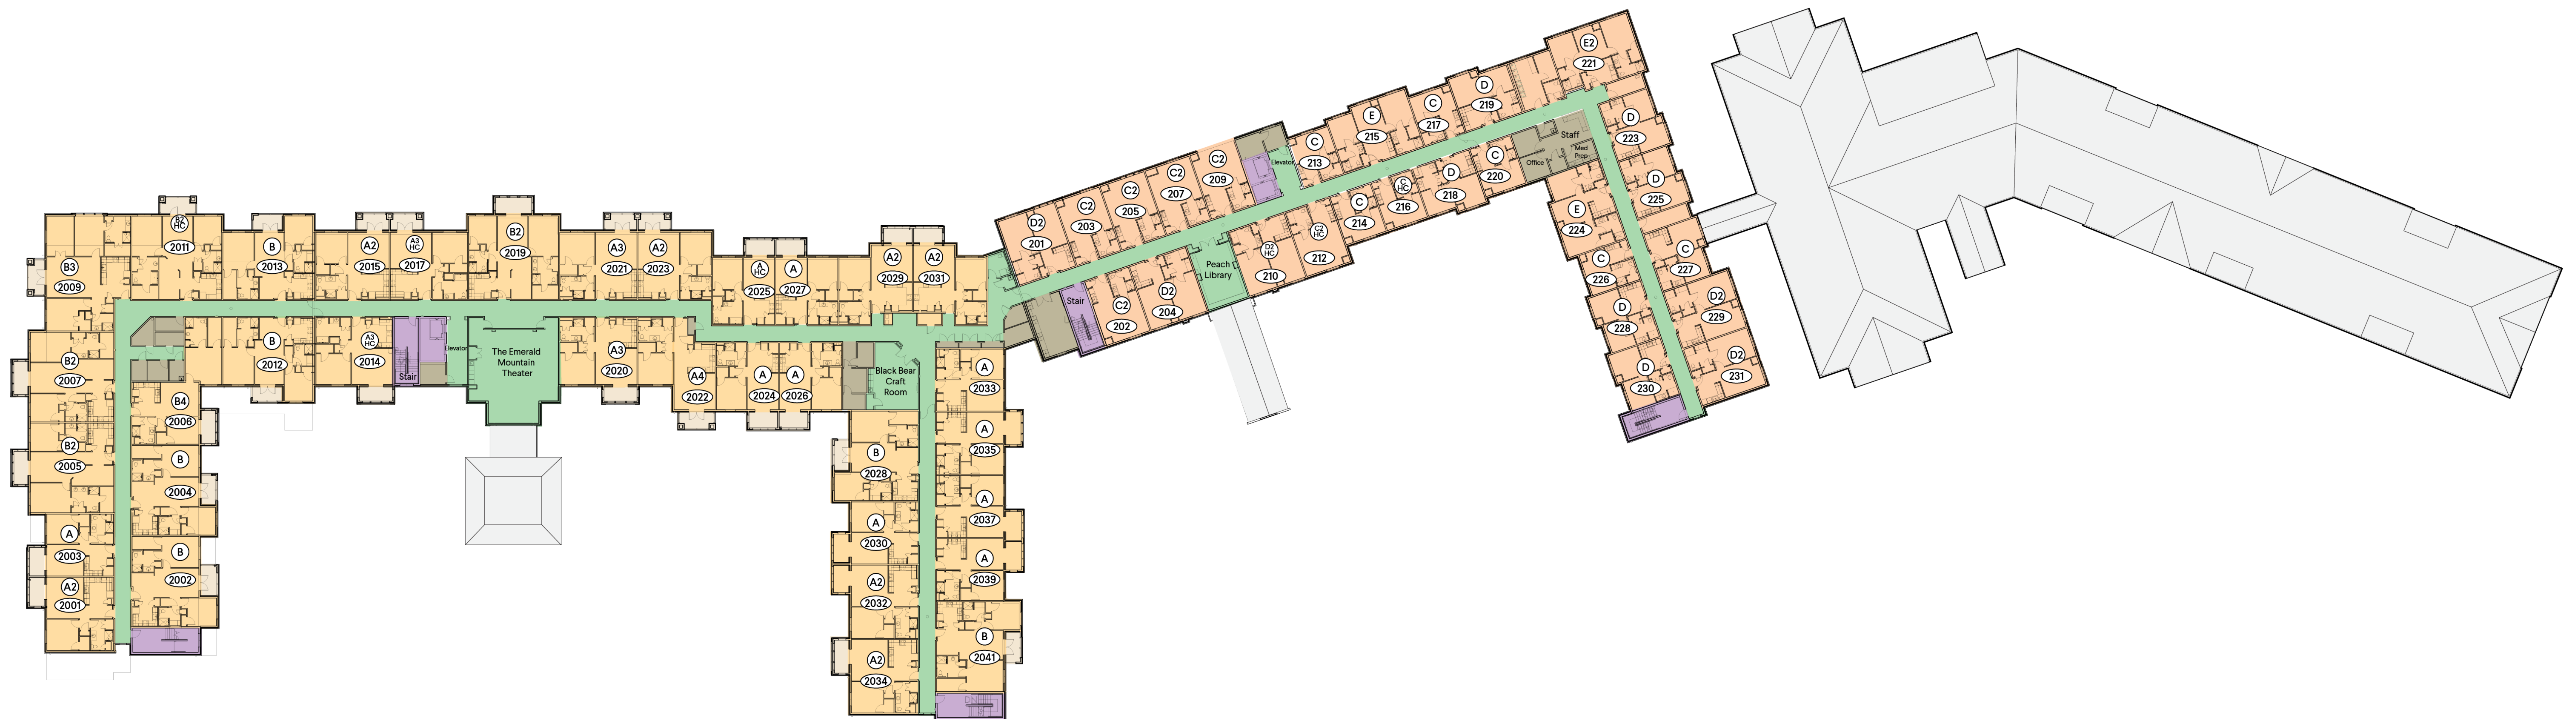 B3
2009
B2
HC
2011
B
2013
A2
2015
A3
HC
2017
B2
2019
A3
2021
A2
2023
A
HC
2025
A
2027
A2
2029
A2
2031
B2
2007
B2
2005
A
2003
A2
2001
B4
2006
B
2004
B
2002
B
2012
A3
HC
2014
Stair
Elevator
The Emerald
Mountain
Theater
A3
2020
A4
2022
A
2024
A
2026
Black Bear
Craft
Room
A
2033
A
2035
A
2037
A
2039
B
2041
B
2028
A
2030
A2
2032
A2
2034
D2
201
C2
203
C2
205
C2
207
C2
209
Elevator
C
213
E
215
C
217
D
219
E2
221
Stair
C2
202
D2
204
Peach
Library
D2
HC
210
C2
HC
212
C
214
C
HC
216
D
218
C
220
Office
Staff
Med
Prep
D
223
D
225
C
227
D2
229
D2
231
E
224
C
226
D
228
D
230